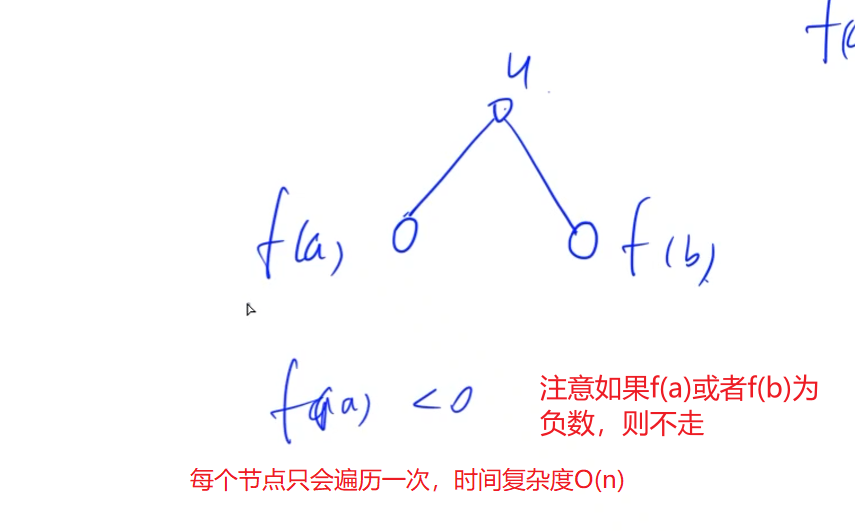 u
f(a)
f(b)
f(a) <0
注意如果f(a)或者f(b)为
负数，则不走
每个节点只会遍历一次，时间复杂度O(n)